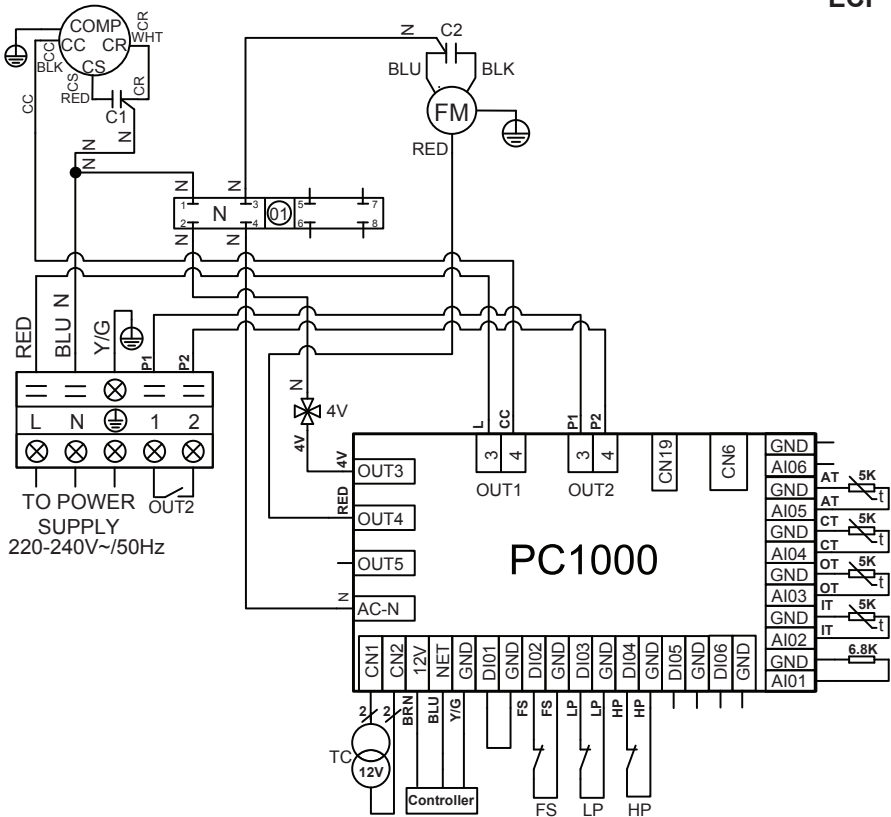 ECP
COMP
CC
CR
CS
CC
BLK
CR
WHT
CS
RED
CR
C1
CC
N
N
N
N
N
C2
BLU
BLK
FM
RED
N
N
N
1
2
N
3
4
01
5
6
7
8
N
N
RED
BLU N
Y/G
P1
P2
L
N
1
2
TO POWER
SUPPLY
220-240V~/50Hz
OUT2
N
4V
4V
4V
RED
N
OUT3
OUT4
OUT5
AC-N
L
CC
3
4
OUT1
P1
P2
3
4
OUT2
CN19
CN6
PC1000
GND
AI06
GND
AI05
GND
AI04
GND
AI03
GND
AI02
GND
AI01
AT
5K
t
AT
CT
5K
t
CT
OT
5K
t
OT
IT
5K
t
IT
6.8K
CN1
CN2
12V
NET
GND
DI01
GND
DI02
GND
DI03
GND
DI04
GND
DI05
GND
DI06
GND
2
2
BRN
BLU
Y/G
FS
FS
LP
LP
HP
HP
TC
12V
Controller
FS
LP
HP